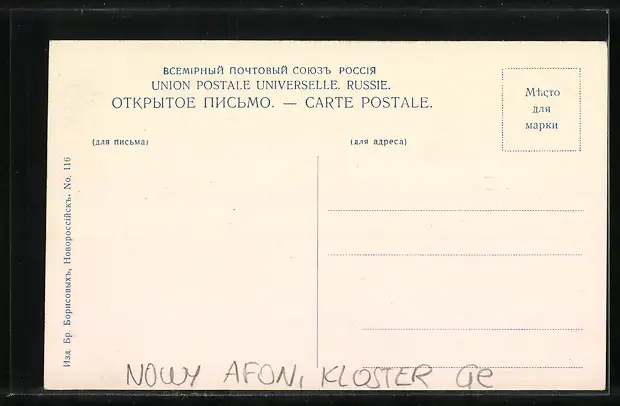 ВСЕМІРНЫЙ ПОЧТОВЫЙ СОЮЗЪ РОССІЯ
UNION POSTALE UNIVERSELLE. RUSSIE.
ОТКРЫТОЕ ПИСЬМО. — CARTE POSTALE.
Мѣсто
для
марки
(для письма)
(для адреса)
Изд. Бр. Борисовыхъ, Новороссійскъ. No. 116
NOWY AFON, KLOSTER GE